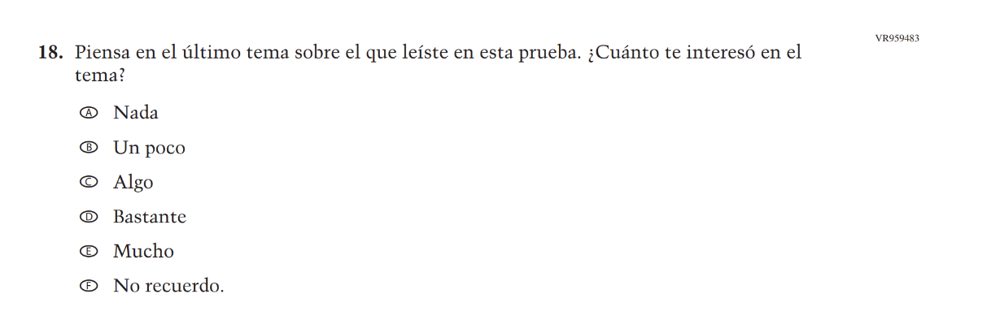 VR959483
18. Piensa en el último tema sobre el que leíste en esta prueba. ¿Cuánto te interesó en el
tema?
A Nada
B Un poco
C Algo
D Bastante
E Mucho
F No recuerdo.